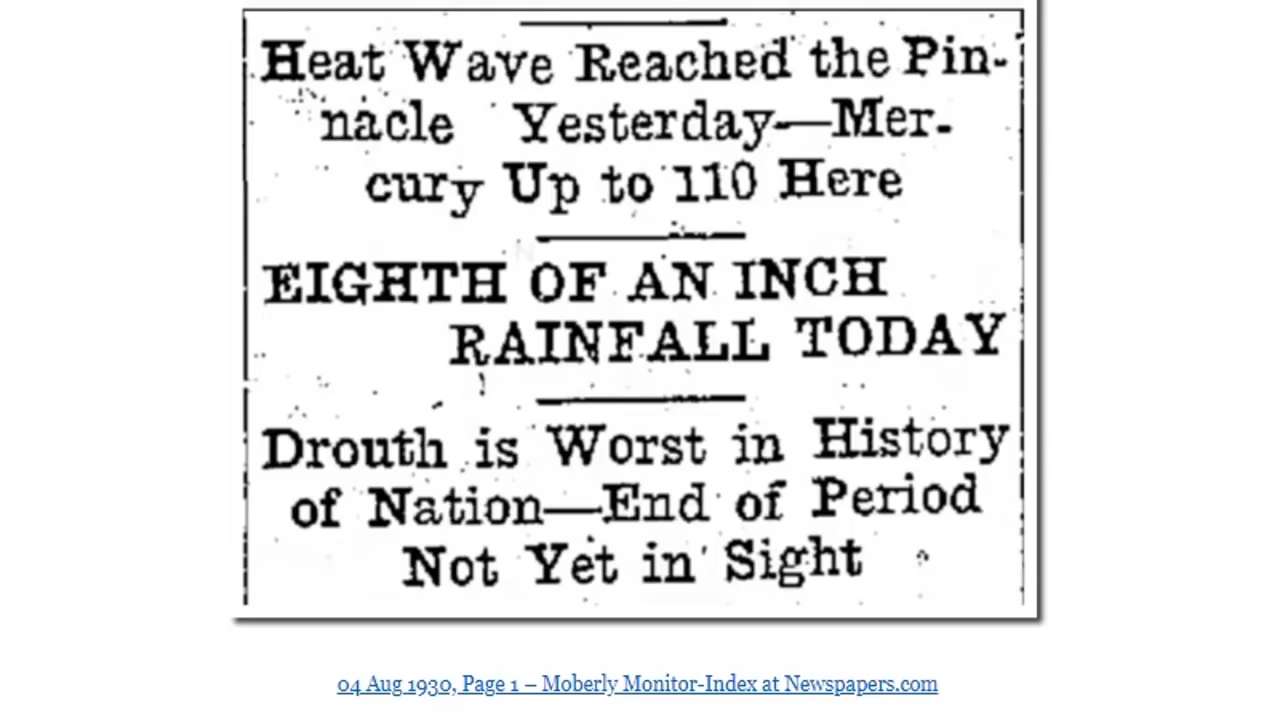 Heat Wave Reached the Pin-
nacle Yesterday—Mer-
cury Up to 110 Here
EIGHTH OF AN INCH
RAINFALL TODAY
Drouth is Worst in History
of Nation—End of Period
Not Yet in Sight
04 Aug 1930, Page 1 – Moberly Monitor-Index at Newspapers.com